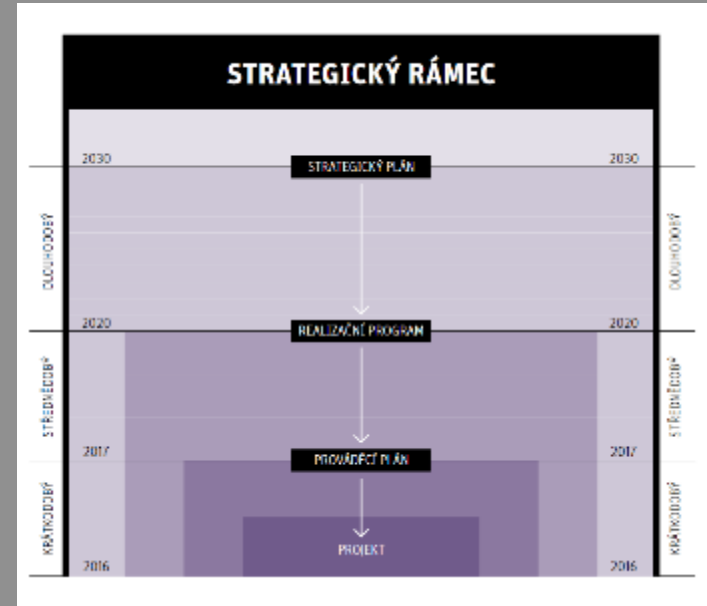 STRATEGICKÝ RÁMEC
2030 STRATEGICKÝ PLÁN 2030
DLOUHODOBÝ DLOUHODOBÝ
2020 REALIZAČNÍ PROGRAM 2020
STŘEDNĚDOBÝ STŘEDNĚDOBÝ
2017 PROVÁDĚCÍ PLÁN 2017
KRÁTKODOBÝ KRÁTKODOBÝ
PROJEKT
2016 2016